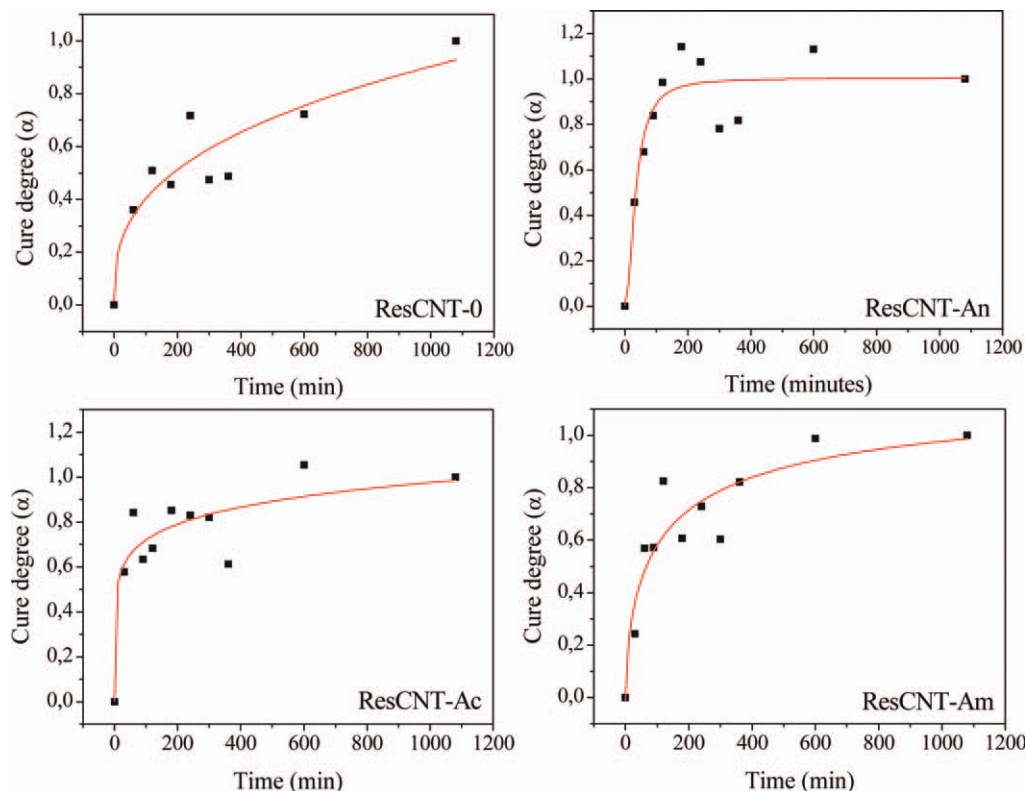 1,0
0,8
0,6
0,4
0,2
0,0
Cure degree (α)
ResCNT-0
0 200 400 600 800 1000 1200
Time (min)
1,2
1,0
0,8
0,6
0,4
0,2
0,0
Cure degree (α)
ResCNT-An
0 200 400 600 800 1000 1200
Time (minutes)
1,2
1,0
0,8
0,6
0,4
0,2
0,0
Cure degree (α)
ResCNT-Ac
0 200 400 600 800 1000 1200
Time (min)
1,0
0,8
0,6
0,4
0,2
0,0
Cure degree (α)
ResCNT-Am
0 200 400 600 800 1000 1200
Time (min)